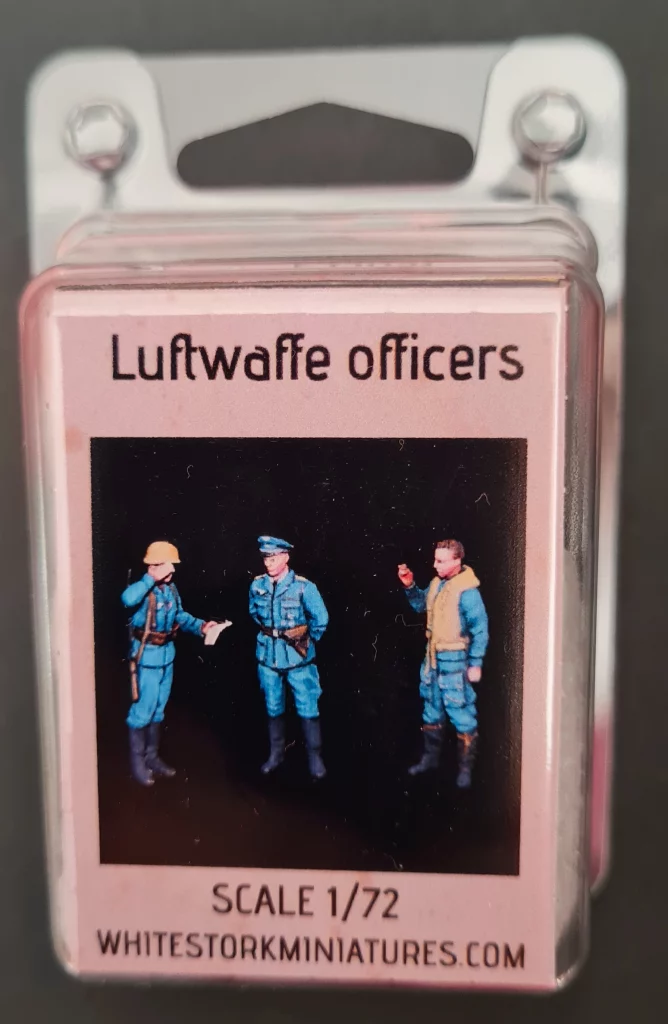 Luftwaffe officers
SCALE 1/72
WHITESTORKMINIATURES.COM